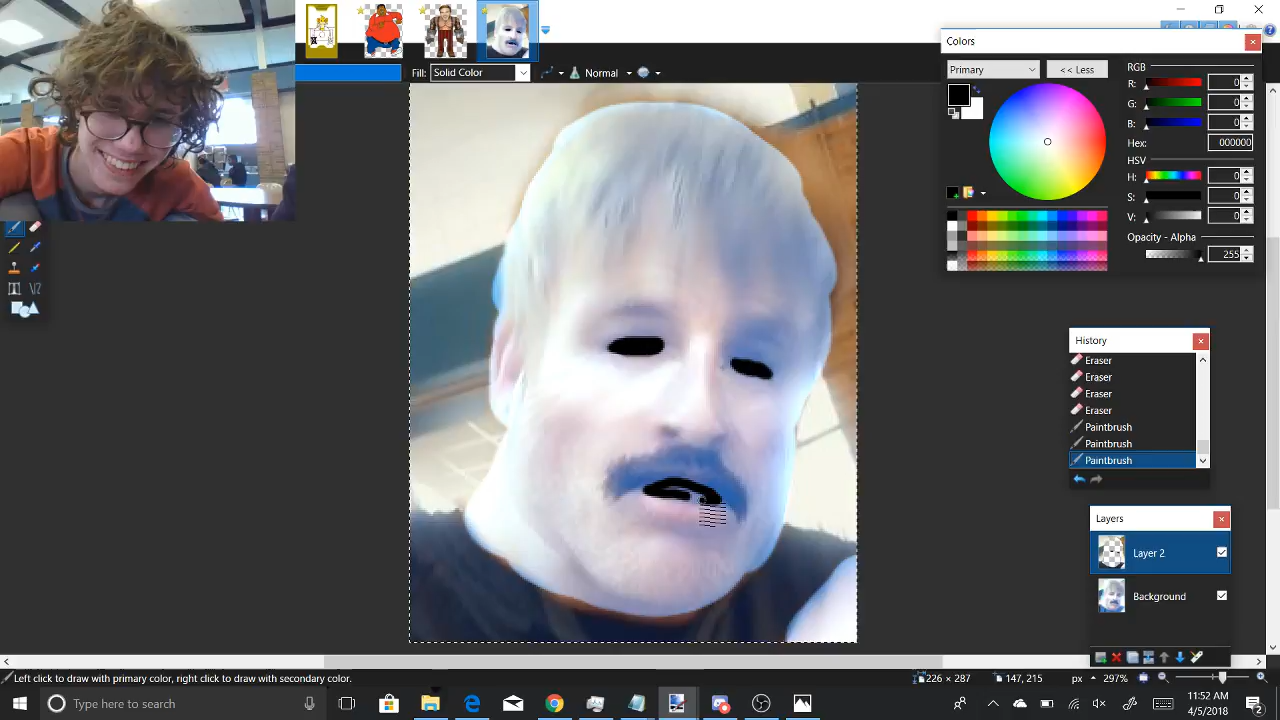 Fill:
Solid Color
Normal
Colors
Primary
<< Less
RGB
R:
0
G:
0
B:
0
Hex:
000000
HSV
H:
0
S:
0
V:
0
Opacity - Alpha
255
History
Eraser
Eraser
Eraser
Eraser
Paintbrush
Paintbrush
Paintbrush
Layers
Layer 2
Background
Left click to draw with primary color, right click to draw with secondary color.
226 × 287
147, 215
px
297%
Type here to search
11:52 AM
4/5/2018